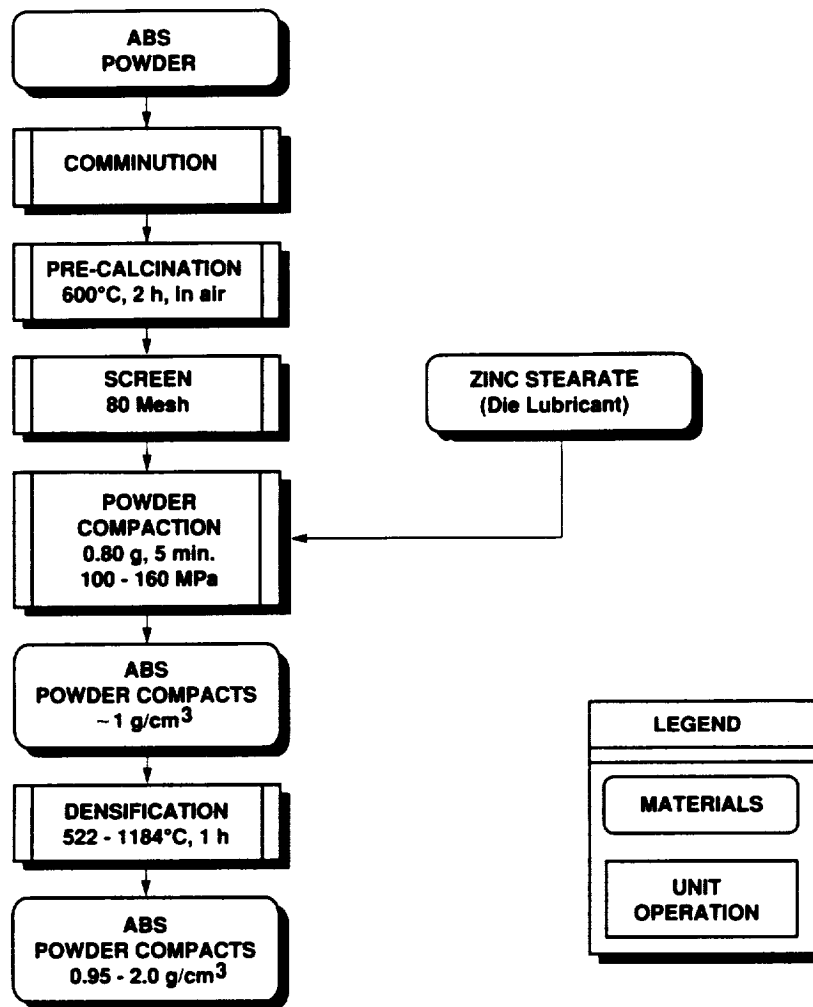 ABS
POWDER
COMMINUTION
PRE-CALCINATION
600°C, 2 h, in air
SCREEN
80 Mesh
ZINC STEARATE
(Die Lubricant)
POWDER
COMPACTION
0.80 g, 5 min.
100 - 160 MPa
ABS
POWDER COMPACTS
~ 1 g/cm³
DENSIFICATION
522 - 1184°C, 1 h
ABS
POWDER COMPACTS
0.95 - 2.0 g/cm³
LEGEND
MATERIALS
UNIT
OPERATION